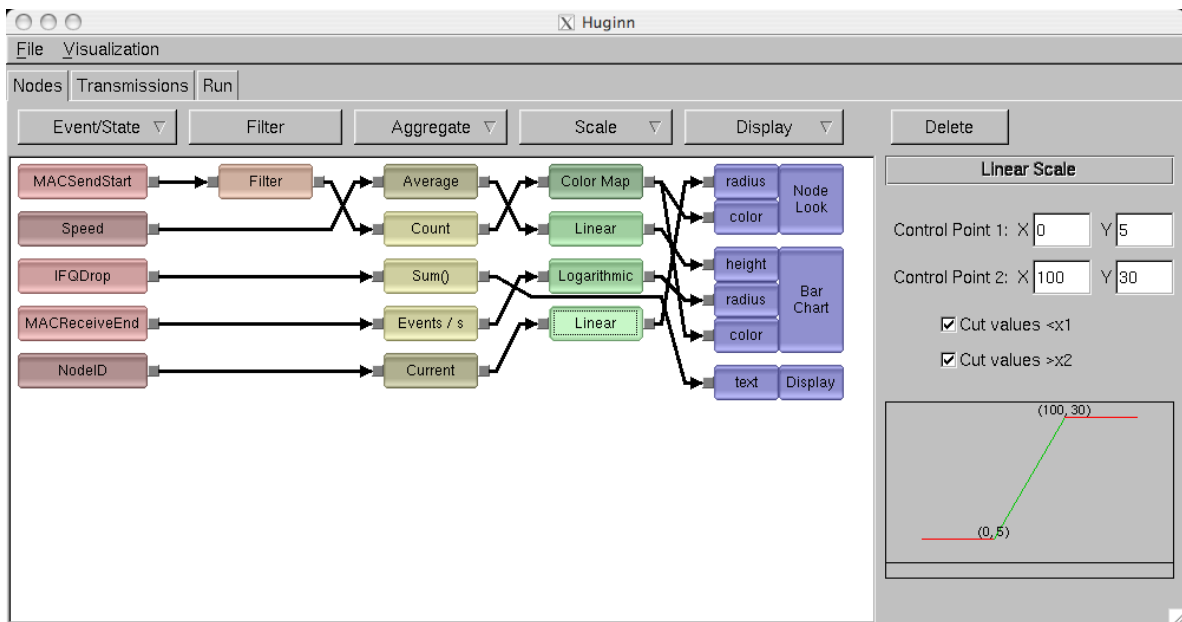 Huginn
File Visualization
Nodes Transmissions Run
Event/State Filter Aggregate Scale Display Delete
MACSendStart Filter Average Color Map radius
Node
Look
Speed Count Linear color
IFQDrop Sum() Logarithmic height
Bar
Chart
MACReceiveEnd Events / s Linear radius
color
NodeID Current text Display
Linear Scale
Control Point 1: X 0 Y 5
Control Point 2: X 100 Y 30
Cut values <x1
Cut values >x2
(100, 30)
(0, 5)